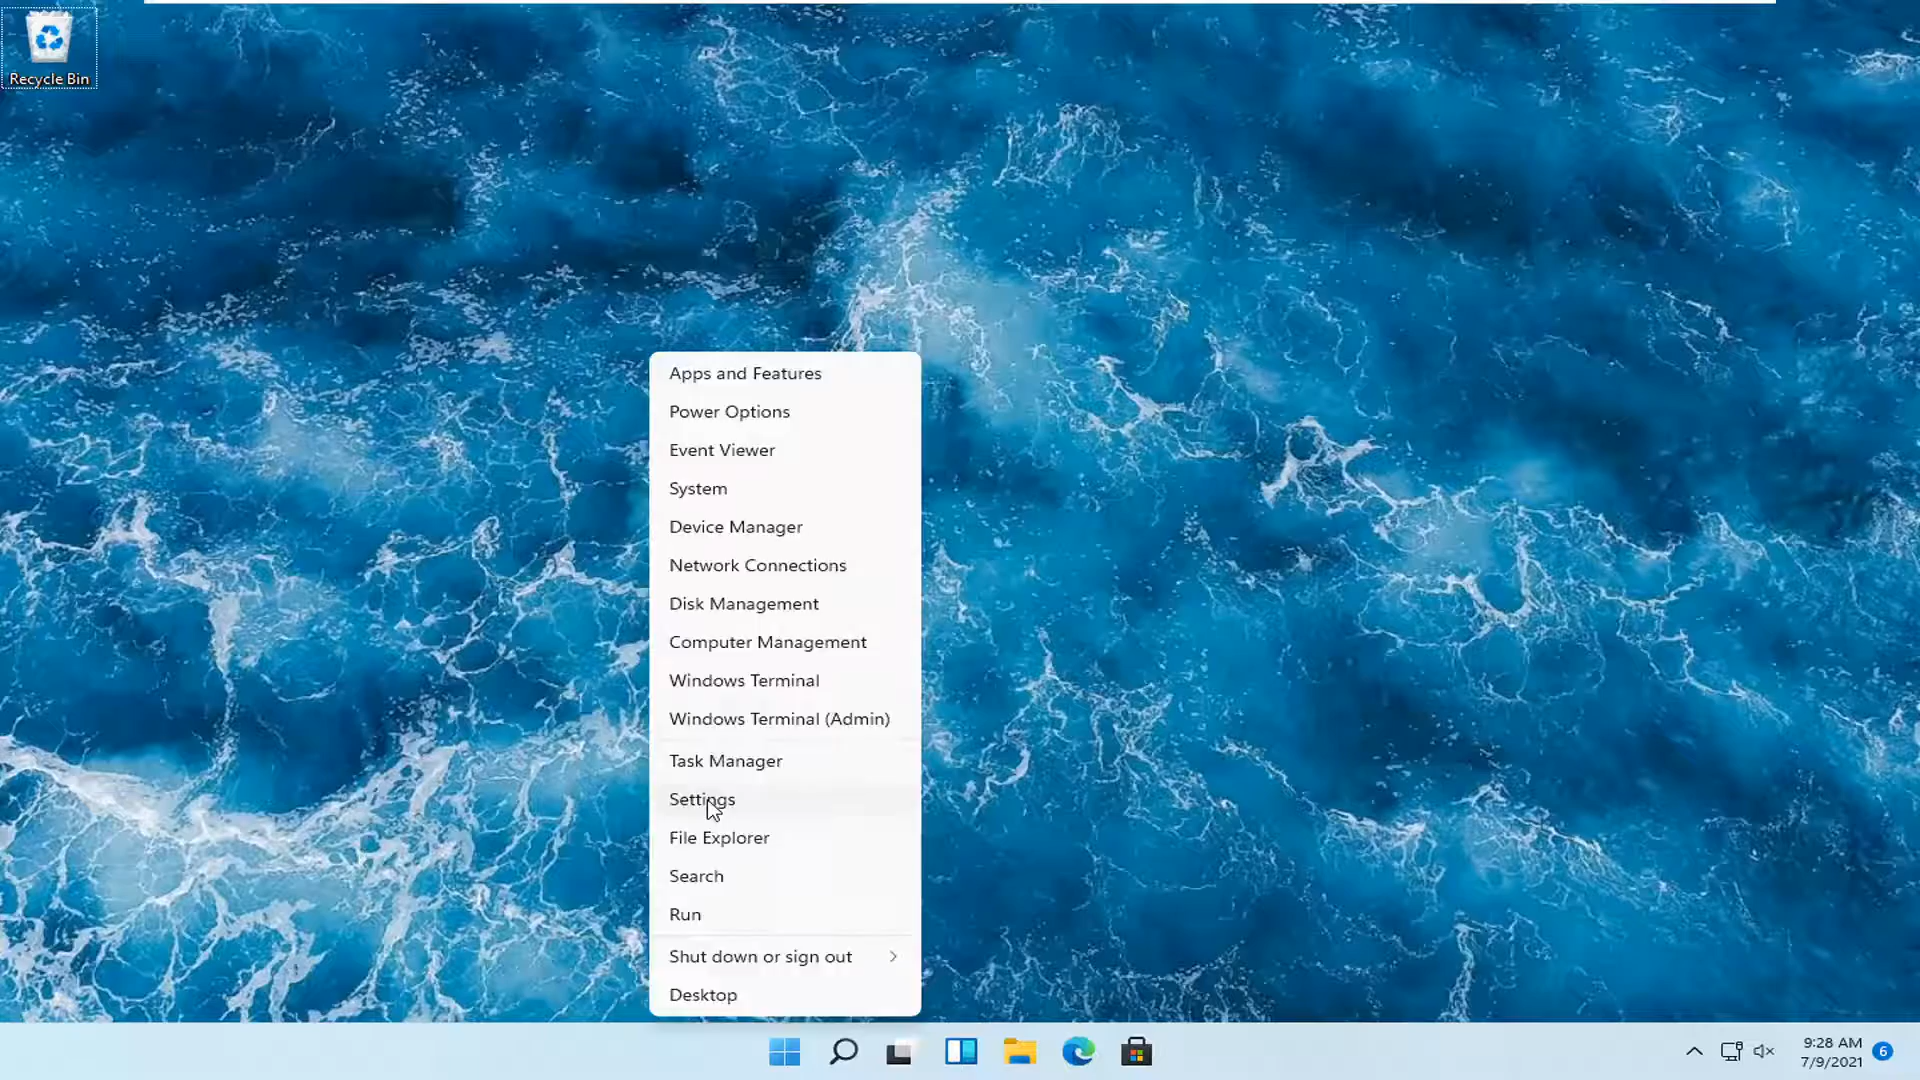 Recycle Bin
Apps and Features
Power Options
Event Viewer
System
Device Manager
Network Connections
Disk Management
Computer Management
Windows Terminal
Windows Terminal (Admin)
Task Manager
Settings
File Explorer
Search
Run
Shut down or sign out
Desktop
9:28 AM
7/9/2021
6